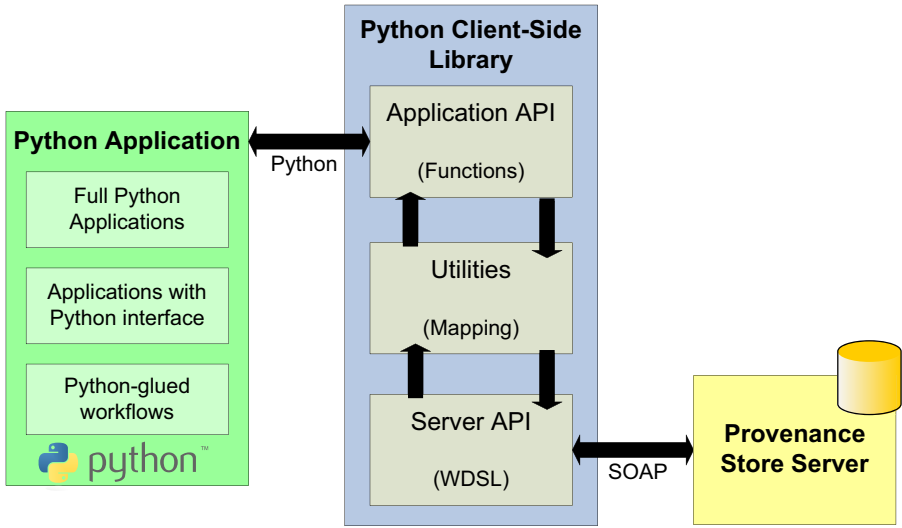 Python Client-Side
Library
Application API
(Functions)
Python Application
Python
Full Python
Applications
Utilities
(Mapping)
Applications with
Python interface
Python-glued
workflows
Server API
(WDSL)
SOAP
Provenance
Store Server
python™